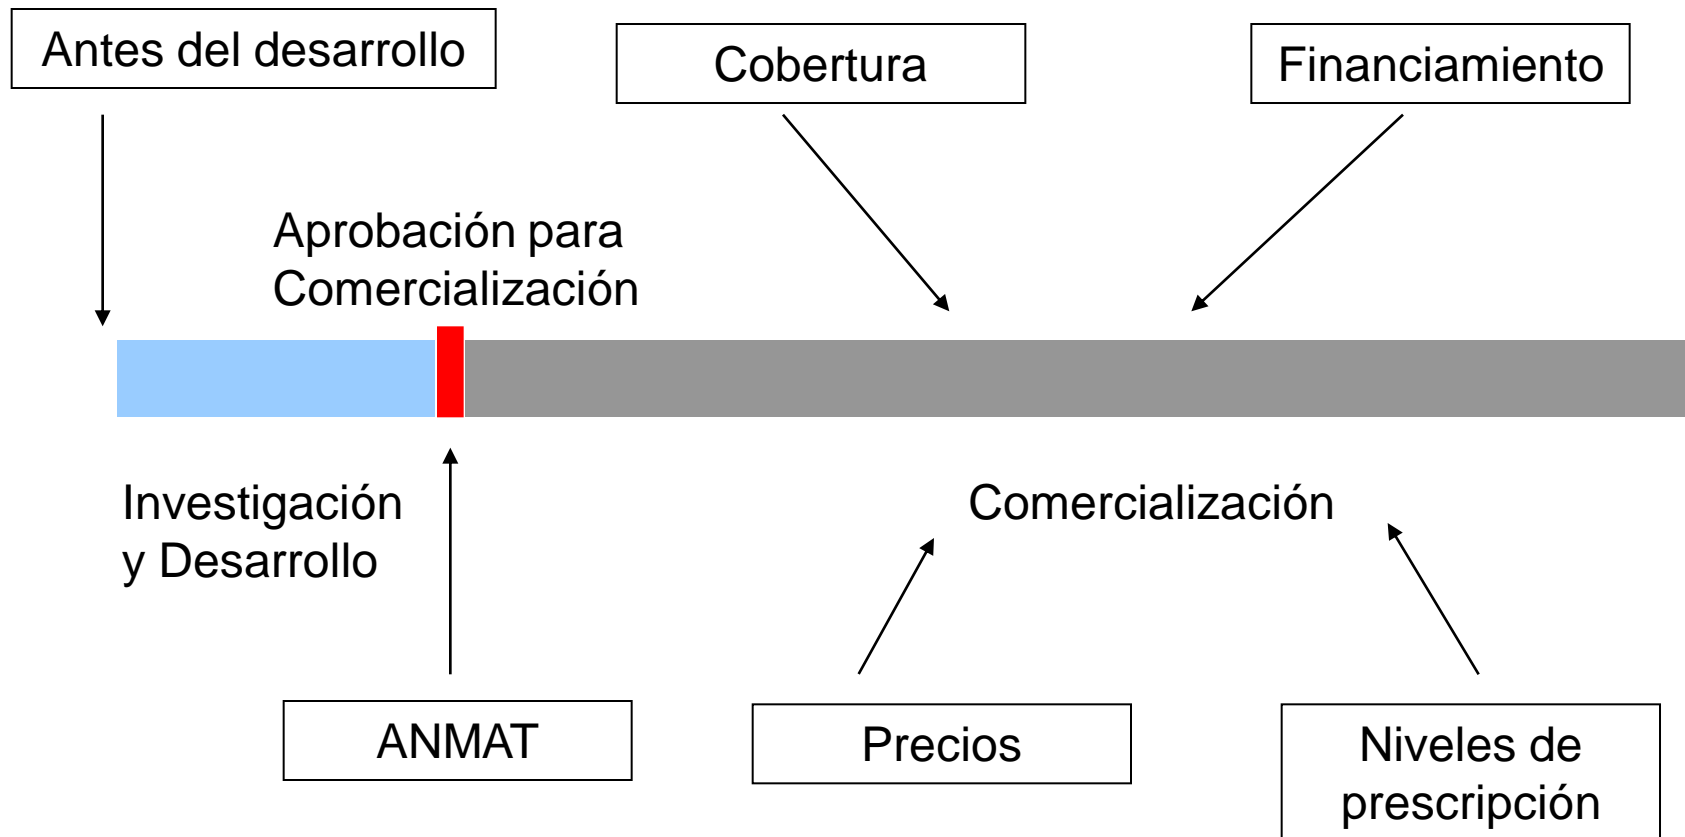 Antes del desarrollo
Cobertura
Financiamiento
Aprobación para
Comercialización
Investigación
y Desarrollo
Comercialización
ANMAT
Precios
Niveles de
prescripción